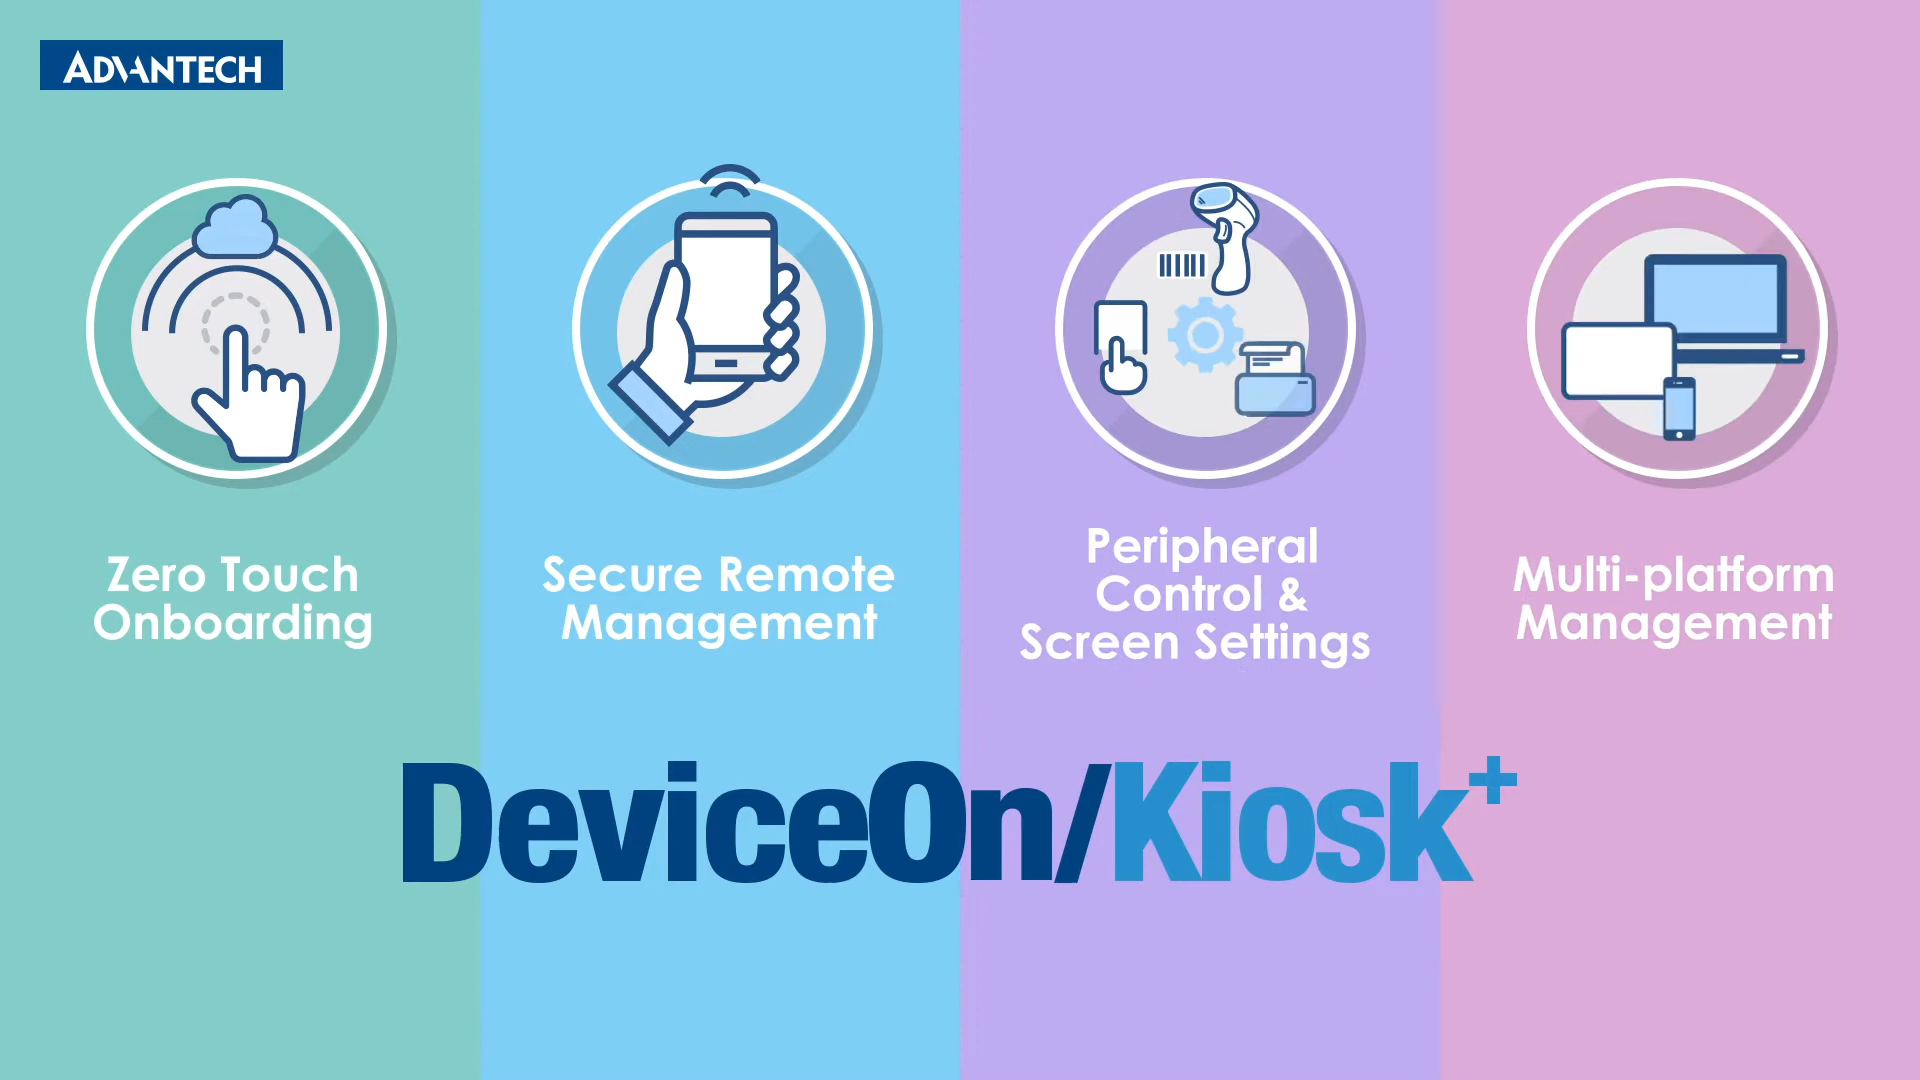 ADVANTECH
Zero Touch
Onboarding
Secure Remote
Management
Peripheral
Control &
Screen Settings
Multi-platform
Management
DeviceOn/Kiosk+